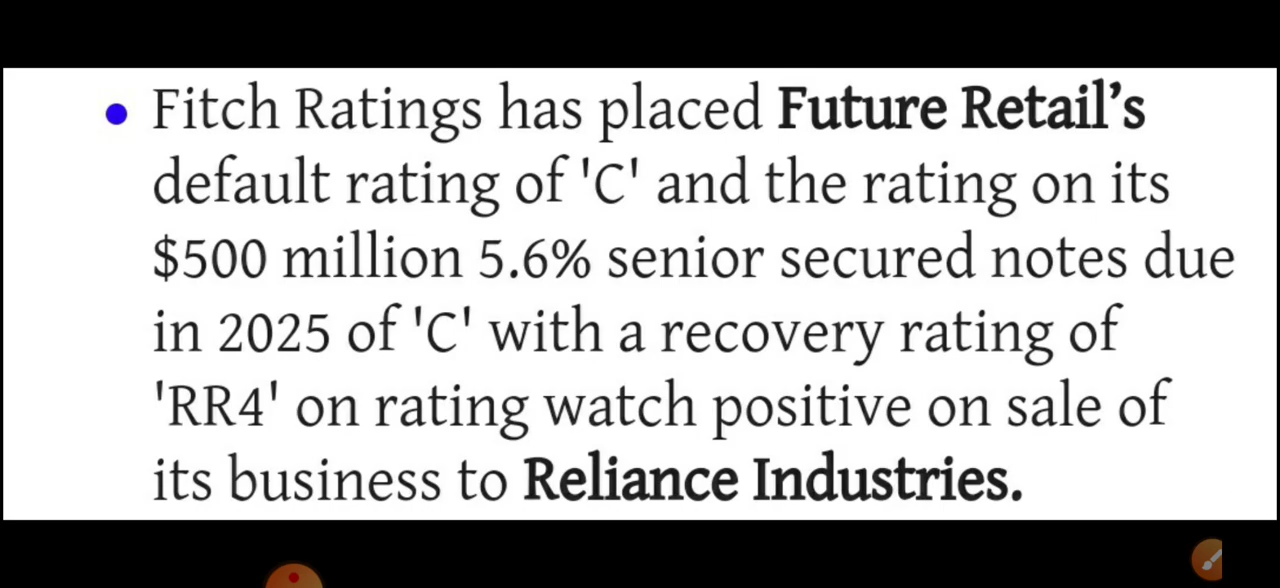 Fitch Ratings has placed Future Retail’s
default rating of 'C' and the rating on its
$500 million 5.6% senior secured notes due
in 2025 of 'C' with a recovery rating of
'RR4' on rating watch positive on sale of
its business to Reliance Industries.